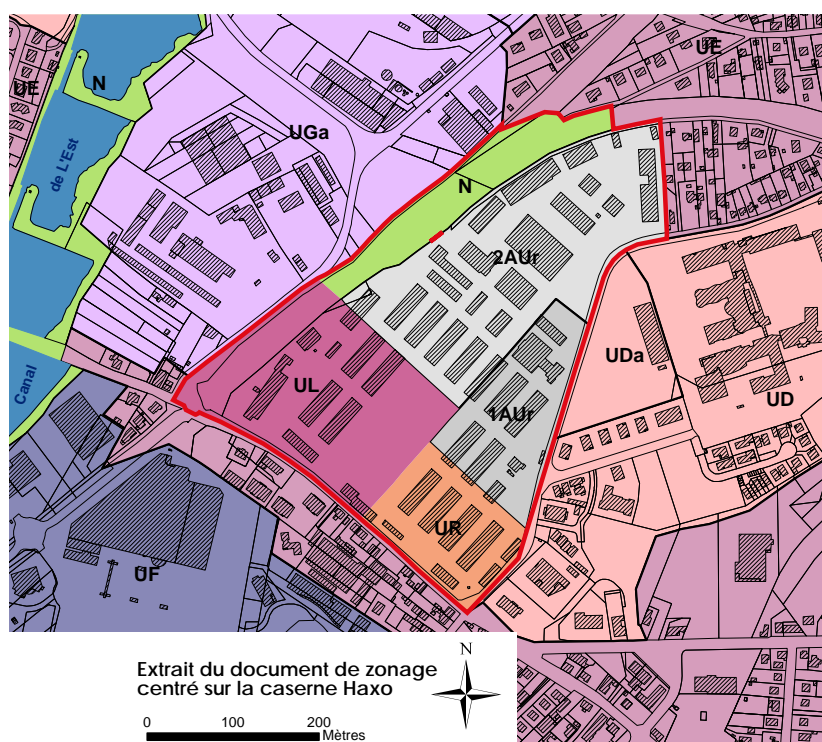 UE
UE
N
de L'Est
UGa
N
2AUr
UDa
UL
UD
Canal
1AUr
UR
UF
N
Extrait du document de zonage
centré sur la caserne Haxo
0 100 200
Mètres